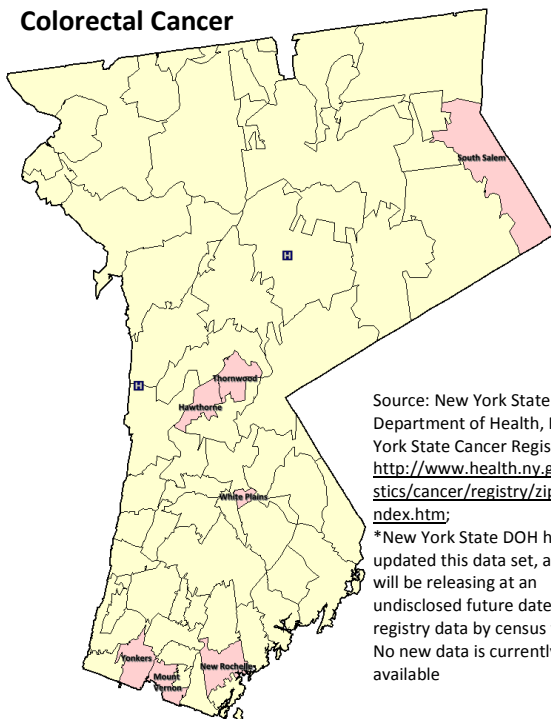 Colorectal Cancer
South Salem
H
Thornwood
H
Hawthorne
White Plains
Yonkers
Mount
Vernon
New Rochelle
Source: New York State
Department of Health,
York State Cancer Regis
http://www.health.ny.g
stics/cancer/registry/zip
ndex.htm;
*New York State DOH h
updated this data set, a
will be releasing at an
undisclosed future date
registry data by census
No new data is currently
available